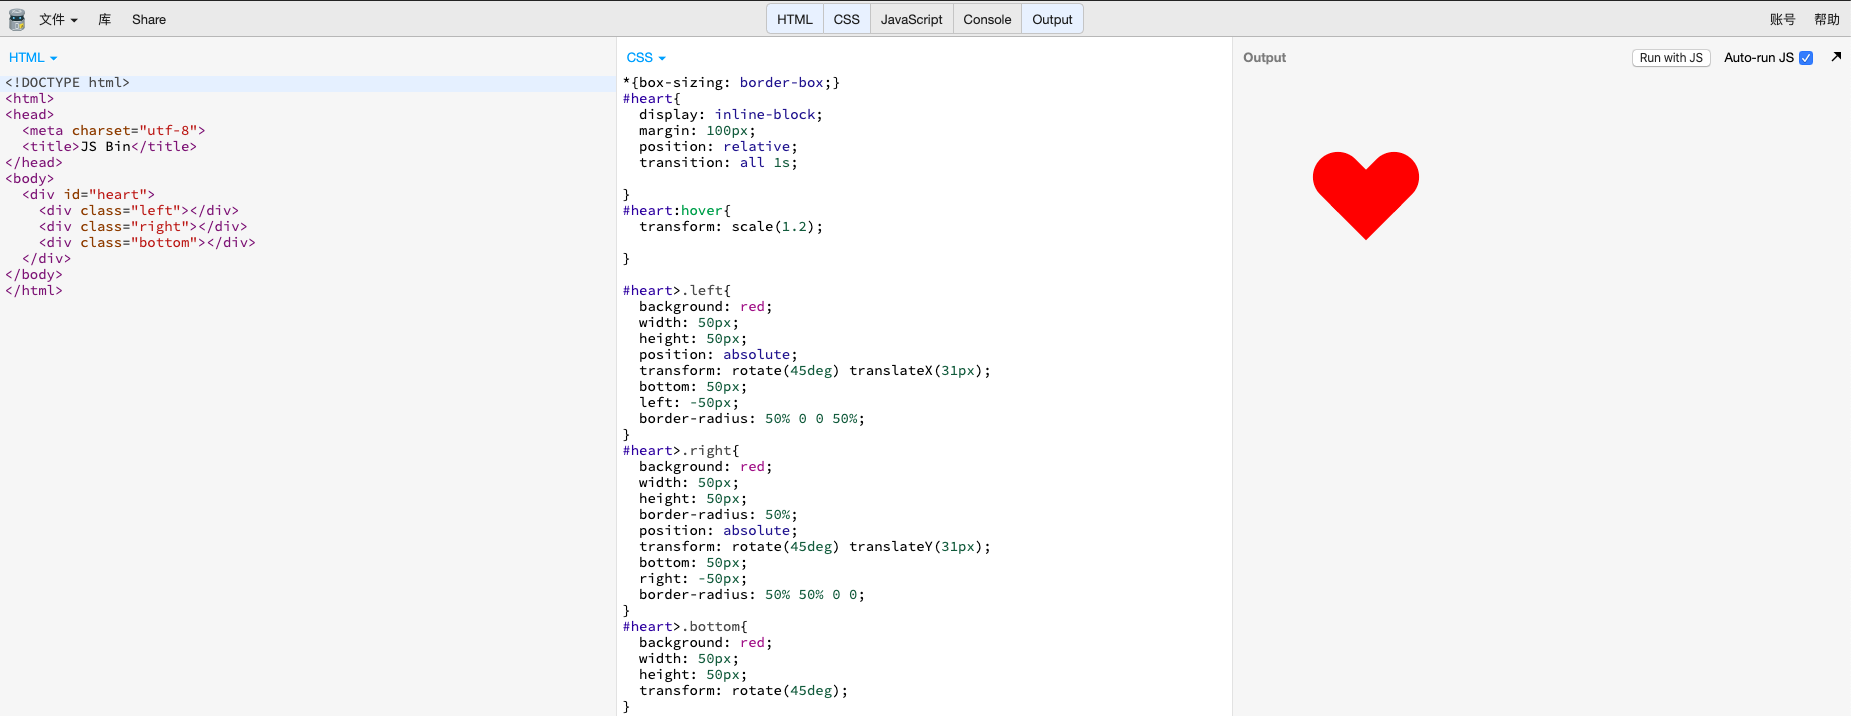 文件 库 Share HTML CSS JavaScript Console Output 账号 帮助
HTML
<!DOCTYPE html>
<html>
<head>
  <meta charset="utf-8">
  <title>JS Bin</title>
</head>
<body>
  <div id="heart">
    <div class="left"></div>
    <div class="right"></div>
    <div class="bottom"></div>
  </div>
</body>
</html>
CSS
*{box-sizing: border-box;}
#heart{
  display: inline-block;
  margin: 100px;
  position: relative;
  transition: all 1s;

}
#heart:hover{
  transform: scale(1.2);

}

#heart>.left{
  background: red;
  width: 50px;
  height: 50px;
  position: absolute;
  transform: rotate(45deg) translateX(31px);
  bottom: 50px;
  left: -50px;
  border-radius: 50% 0 0 50%;
}
#heart>.right{
  background: red;
  width: 50px;
  height: 50px;
  border-radius: 50%;
  position: absolute;
  transform: rotate(45deg) translateY(31px);
  bottom: 50px;
  right: -50px;
  border-radius: 50% 50% 0 0;
}
#heart>.bottom{
  background: red;
  width: 50px;
  height: 50px;
  transform: rotate(45deg);
}
Output Run with JS Auto-run JS